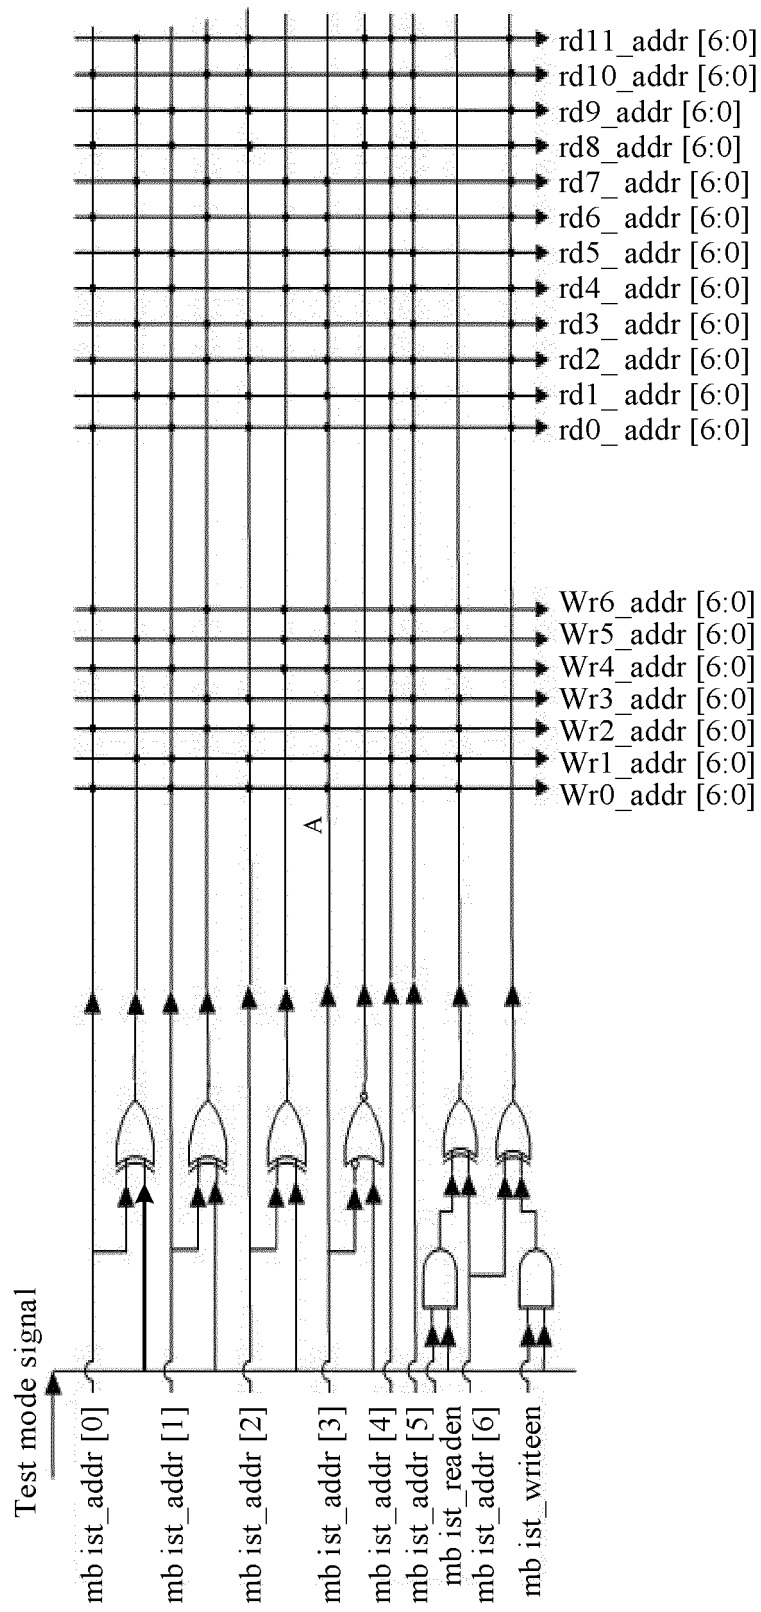 rd11_addr [6:0]
rd10_addr [6:0]
rd9_addr [6:0]
rd8_addr [6:0]
rd7_ addr [6:0]
rd6_ addr [6:0]
rd5_ addr [6:0]
rd4_ addr [6:0]
rd3_ addr [6:0]
rd2_ addr [6:0]
rd1_ addr [6:0]
rd0_ addr [6:0]
Wr6_addr [6:0]
Wr5_addr [6:0]
Wr4_addr [6:0]
Wr3_addr [6:0]
Wr2_addr [6:0]
Wr1_addr [6:0]
Wr0_addr [6:0]
A
Test mode signal
mb ist_addr [0]
mb ist_addr [1]
mb ist_addr [2]
mb ist_addr [3]
mb ist_addr [4]
mb ist_addr [5]
mb ist_readen
mb ist_addr [6]
mb ist_writeen